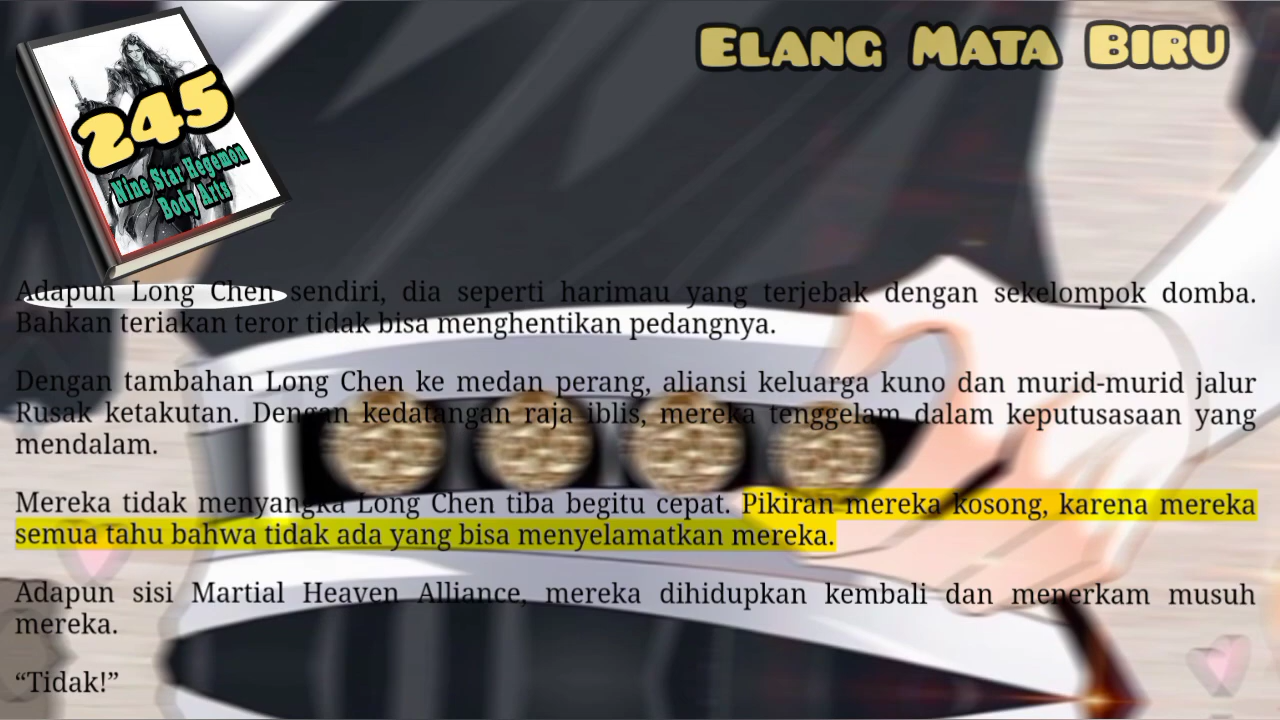 Elang Mata Biru
245
Nine Star Hegemon
Body Arts
Adapun Long Chen sendiri, dia seperti harimau yang terjebak dengan sekelompok domba.
Bahkan teriakan teror tidak bisa menghentikan pedangnya.
Dengan tambahan Long Chen ke medan perang, aliansi keluarga kuno dan murid-murid jalur
Rusak ketakutan. Dengan kedatangan raja iblis, mereka tenggelam dalam keputusasaan yang
mendalam.
Mereka tidak menyangka Long Chen tiba begitu cepat. Pikiran mereka kosong, karena mereka
semua tahu bahwa tidak ada yang bisa menyelamatkan mereka.
Adapun sisi Martial Heaven Alliance, mereka dihidupkan kembali dan menerkam musuh
mereka.
“Tidak!”